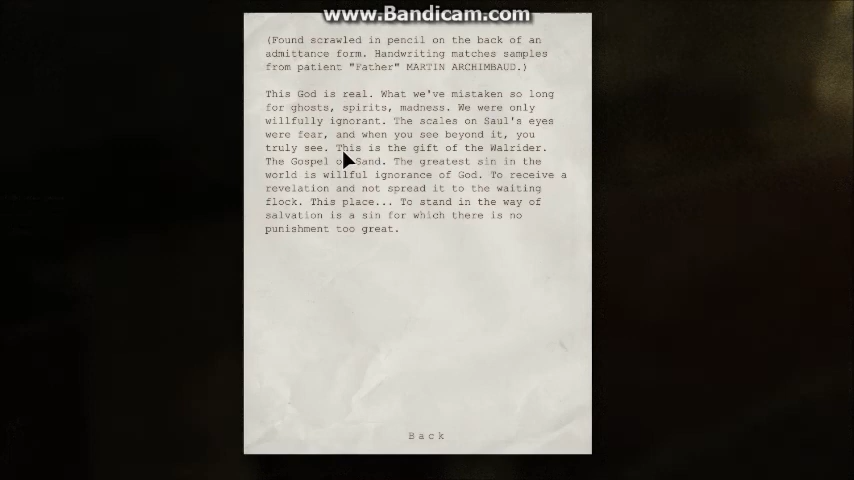 www.Bandicam.com
(Found scrawled in pencil on the back of an
admittance form. Handwriting matches samples
from patient "Father" MARTIN ARCHIMBAUD.)
This God is real. What we've mistaken so long
for ghosts, spirits, madness. We were only
willfully ignorant. The scales on Saul's eyes
were fear, and when you see beyond it, you
truly see. This is the gift of the Walrider.
The Gospel of Sand. The greatest sin in the
world is willful ignorance of God. To receive a
revelation and not spread it to the waiting
flock. This place... To stand in the way of
salvation is a sin for which there is no
punishment too great.
Back